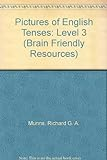 Pictures of English
Tenses: Level 3
(Brain Friendly
Resources)
Munns, Richard G. A.